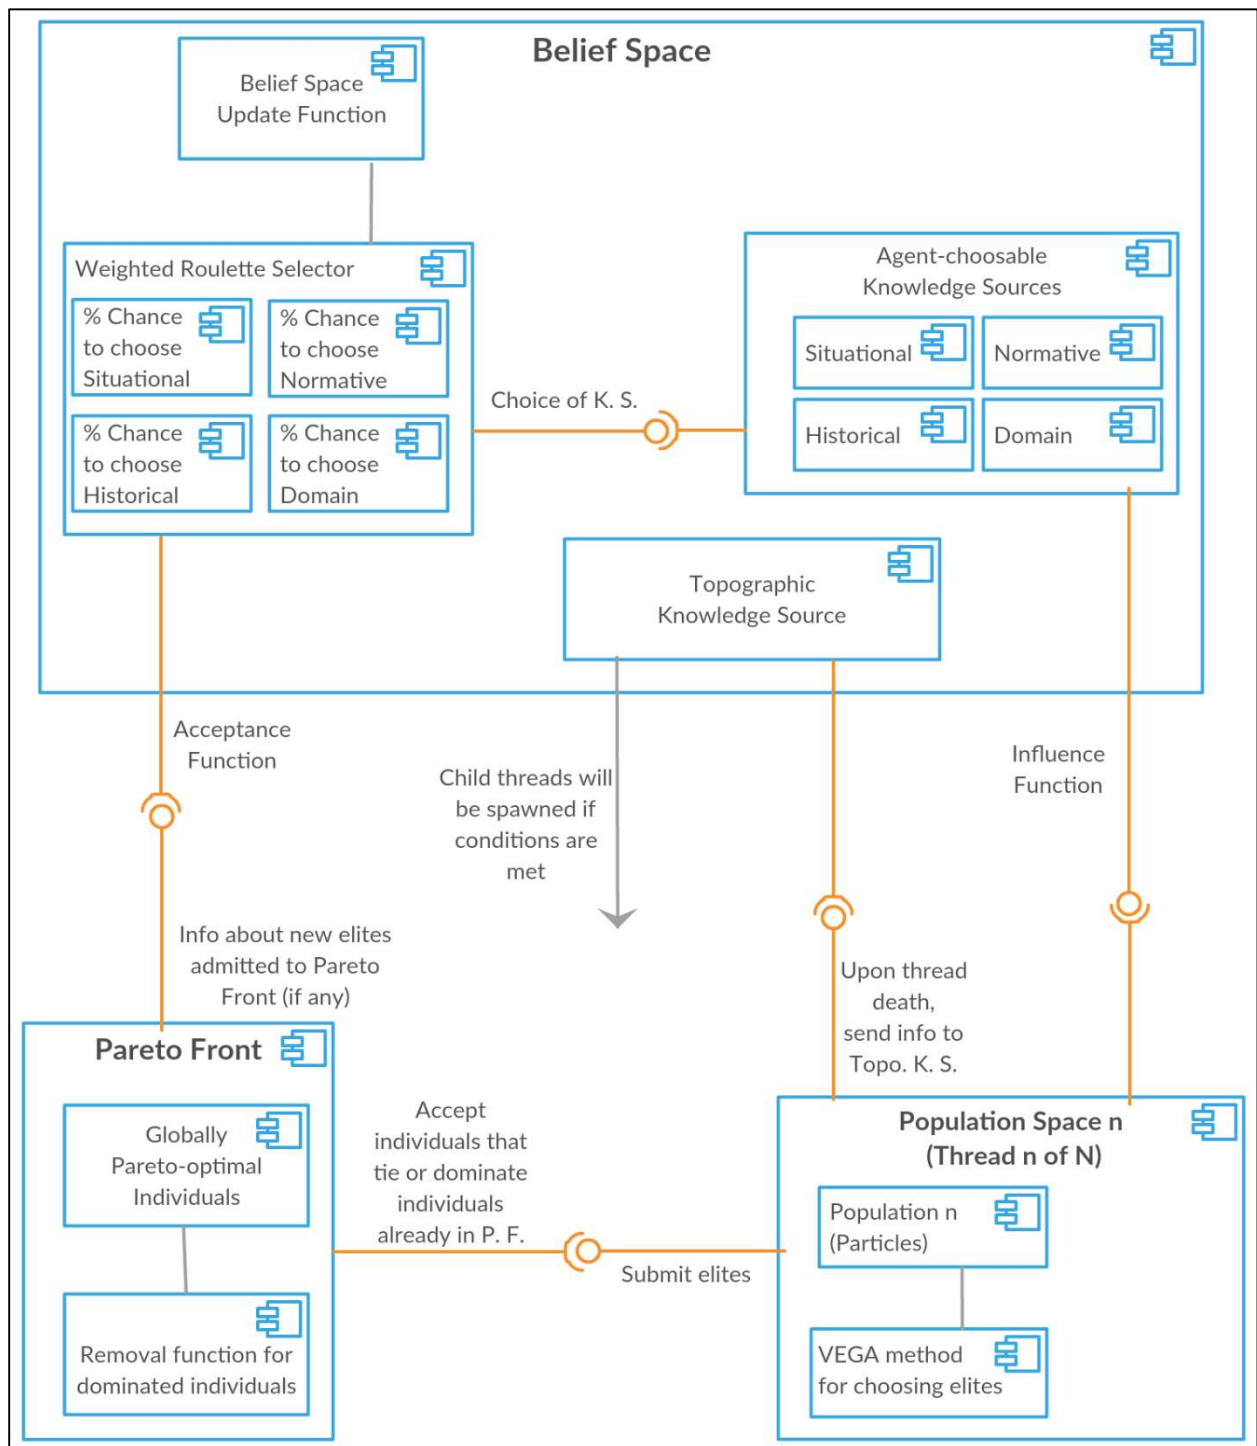 Belief Space
Belief Space
Update Function
Weighted Roulette Selector
% Chance
to choose
Situational
% Chance
to choose
Normative
% Chance
to choose
Historical
% Chance
to choose
Domain
Choice of K. S.
Agent-choosable
Knowledge Sources
Situational
Normative
Historical
Domain
Topographic
Knowledge Source
Acceptance
Function
Child threads will
be spawned if
conditions are
met
Influence
Function
Info about new elites
admitted to Pareto
Front (if any)
Upon thread
death,
send info to
Topo. K. S.
Pareto Front
Globally
Pareto-optimal
Individuals
Removal function for
dominated individuals
Accept
individuals that
tie or dominate
individuals
already in P. F.
Submit elites
Population Space n
(Thread n of N)
Population n
(Particles)
VEGA method
for choosing elites